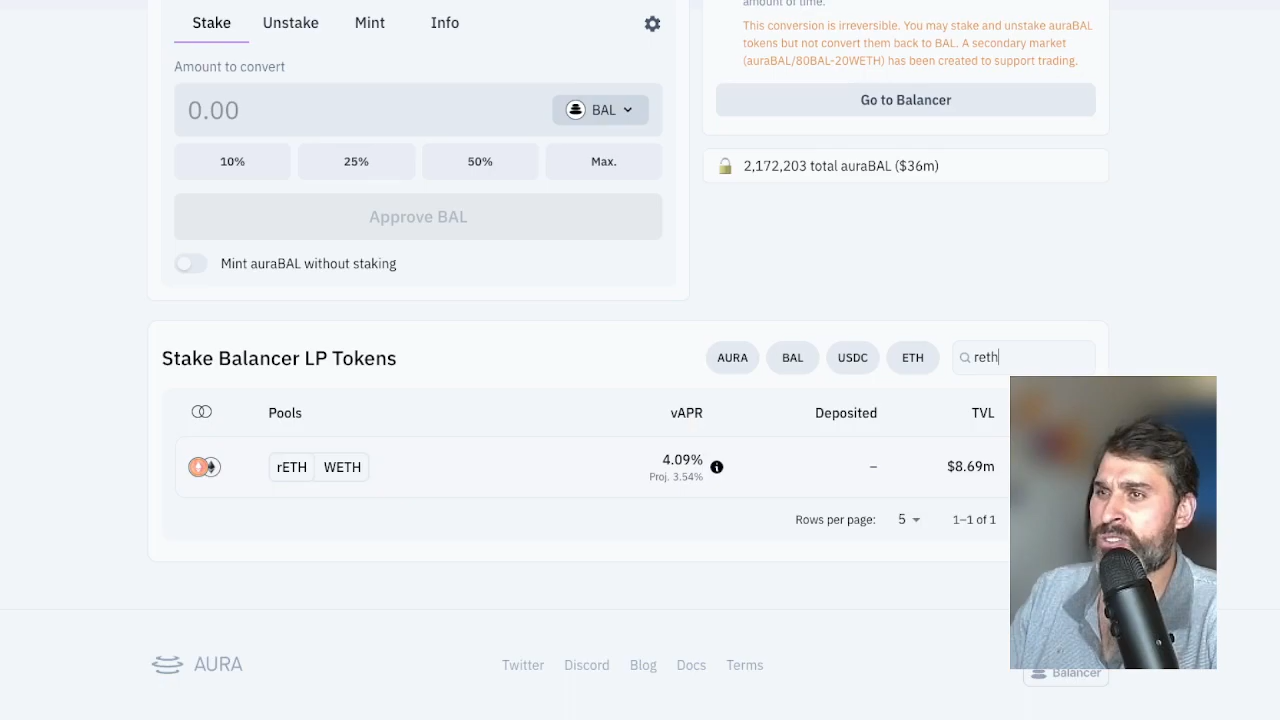 amount of time.
Stake Unstake Mint Info
This conversion is irreversible. You may stake and unstake auraBAL
tokens but not convert them back to BAL. A secondary market
(auraBAL/80BAL-20WETH) has been created to support trading.
Amount to convert
0.00 BAL
Go to Balancer
10% 25% 50% Max.
2,172,203 total auraBAL ($36m)
Approve BAL
Mint auraBAL without staking
Stake Balancer LP Tokens
AURA BAL USDC ETH reth
Pools vAPR Deposited TVL
rETH WETH 4.09% – $8.69m
Proj. 3.54%
Rows per page: 5 1–1 of 1
AURA
Twitter Discord Blog Docs Terms
Balancer